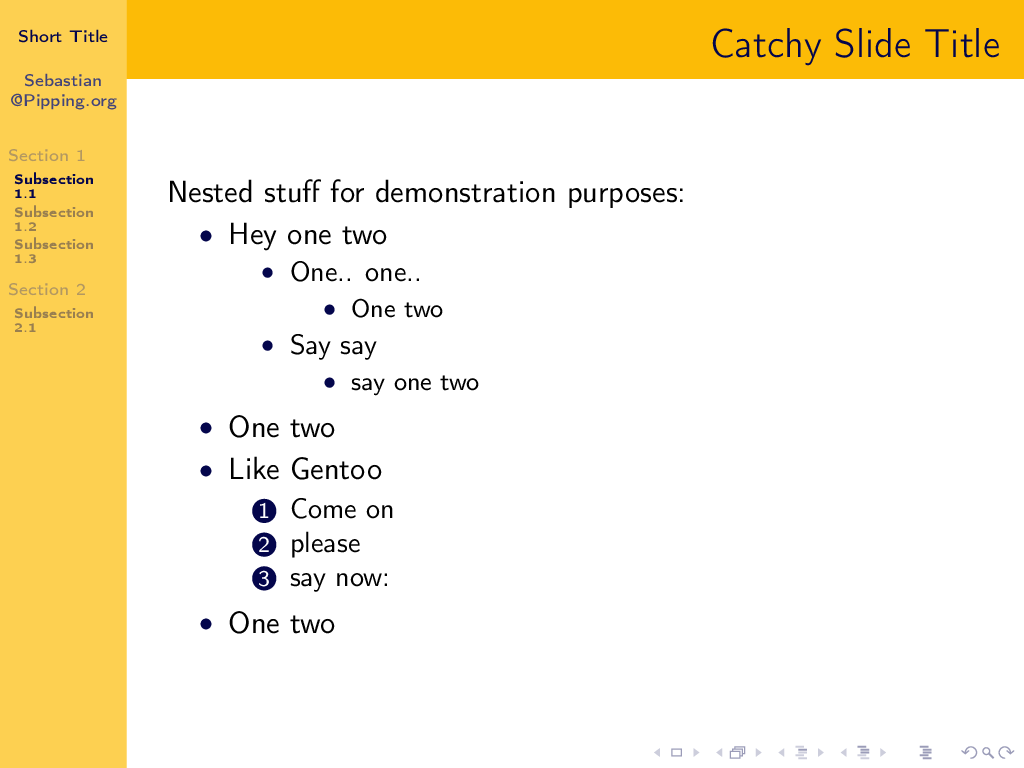 Short Title
Sebastian
@Pipping.org
Section 1
Subsection
1.1
Subsection
1.2
Subsection
1.3
Section 2
Subsection
2.1
Catchy Slide Title
Nested stuff for demonstration purposes:
• Hey one two
• One.. one..
• One two
• Say say
• say one two
• One two
• Like Gentoo
1 Come on
2 please
3 say now:
• One two